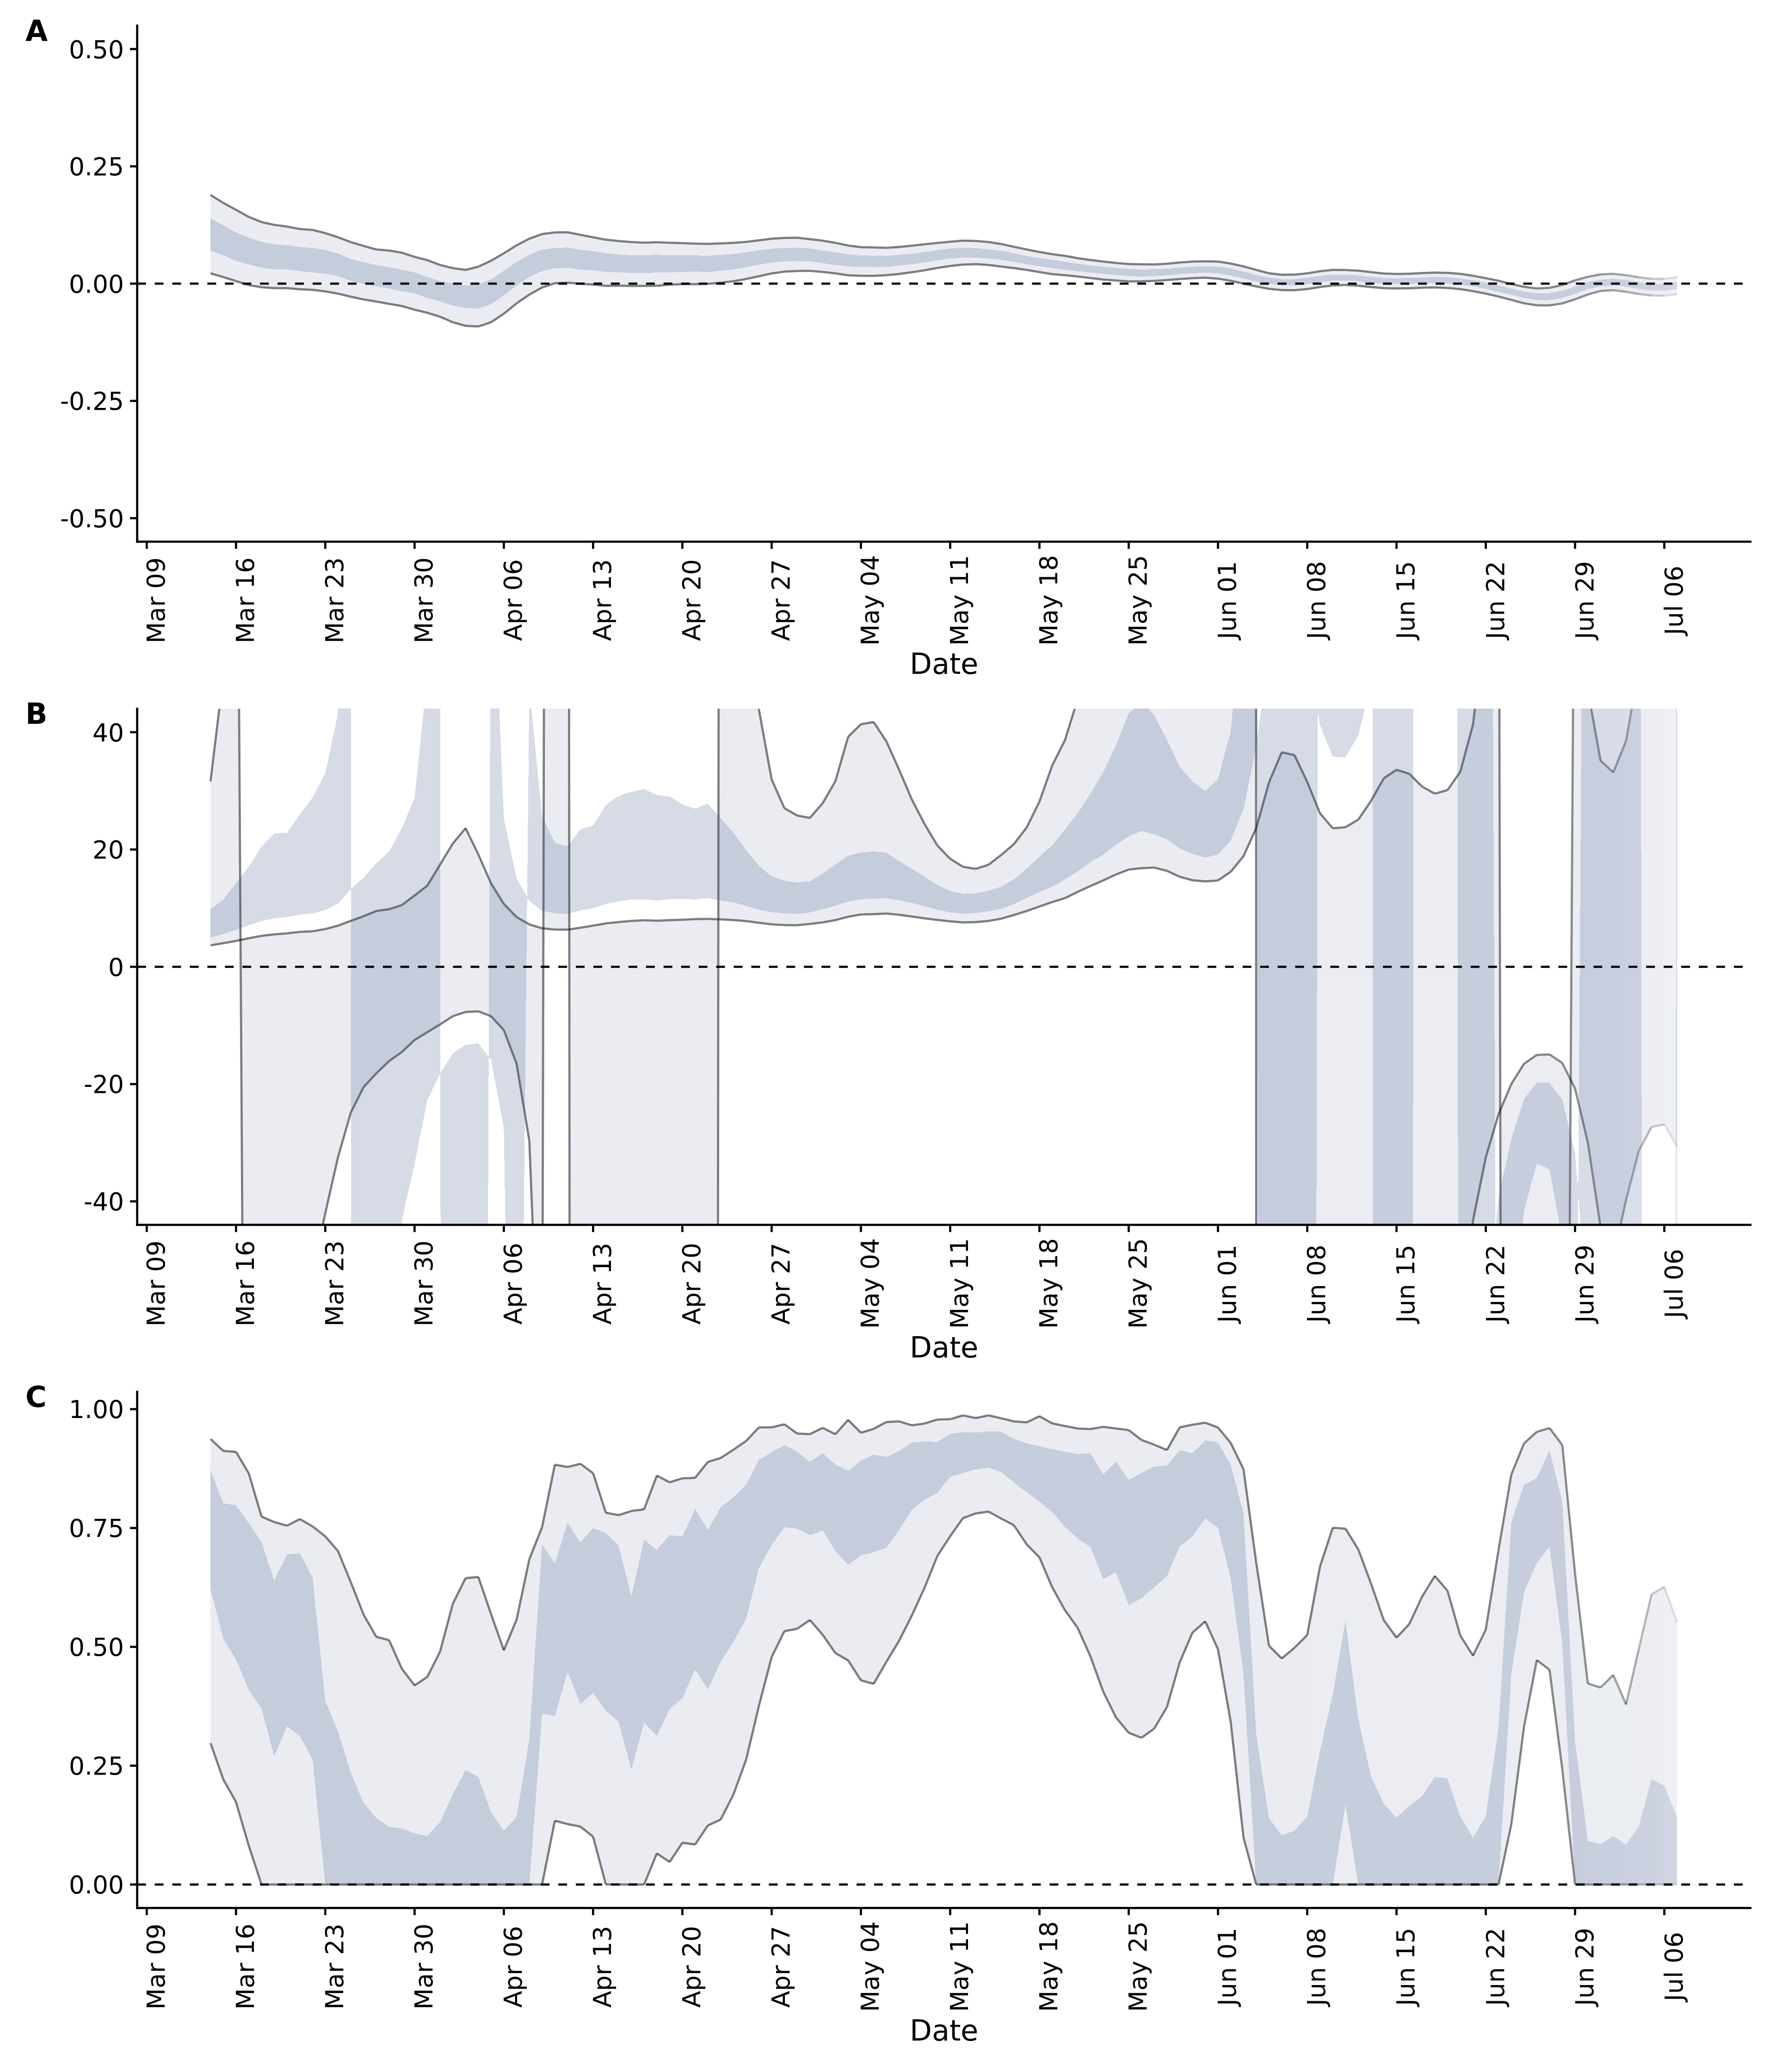 A
0.50
0.25
0.00
-0.25
-0.50
Mar 09
Mar 16
Mar 23
Mar 30
Apr 06
Apr 13
Apr 20
Apr 27
May 04
May 11
May 18
May 25
Jun 01
Jun 08
Jun 15
Jun 22
Jun 29
Jul 06
Date
B
40
20
0
-20
-40
Mar 09
Mar 16
Mar 23
Mar 30
Apr 06
Apr 13
Apr 20
Apr 27
May 04
May 11
May 18
May 25
Jun 01
Jun 08
Jun 15
Jun 22
Jun 29
Jul 06
Date
C
1.00
0.75
0.50
0.25
0.00
Mar 09
Mar 16
Mar 23
Mar 30
Apr 06
Apr 13
Apr 20
Apr 27
May 04
May 11
May 18
May 25
Jun 01
Jun 08
Jun 15
Jun 22
Jun 29
Jul 06
Date